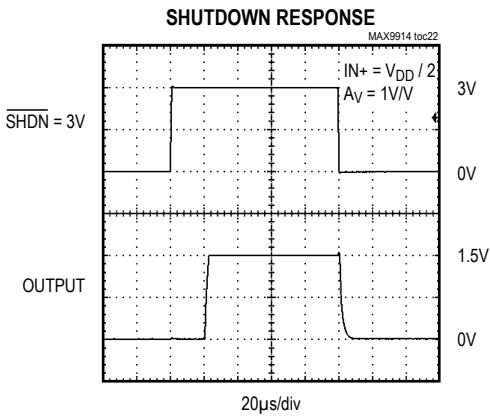 SHUTDOWN RESPONSE
MAX9914 toc22
IN+ = VDD / 2
AV = 1V/V
3V
SHDN = 3V
0V
1.5V
OUTPUT
0V
20µs/div